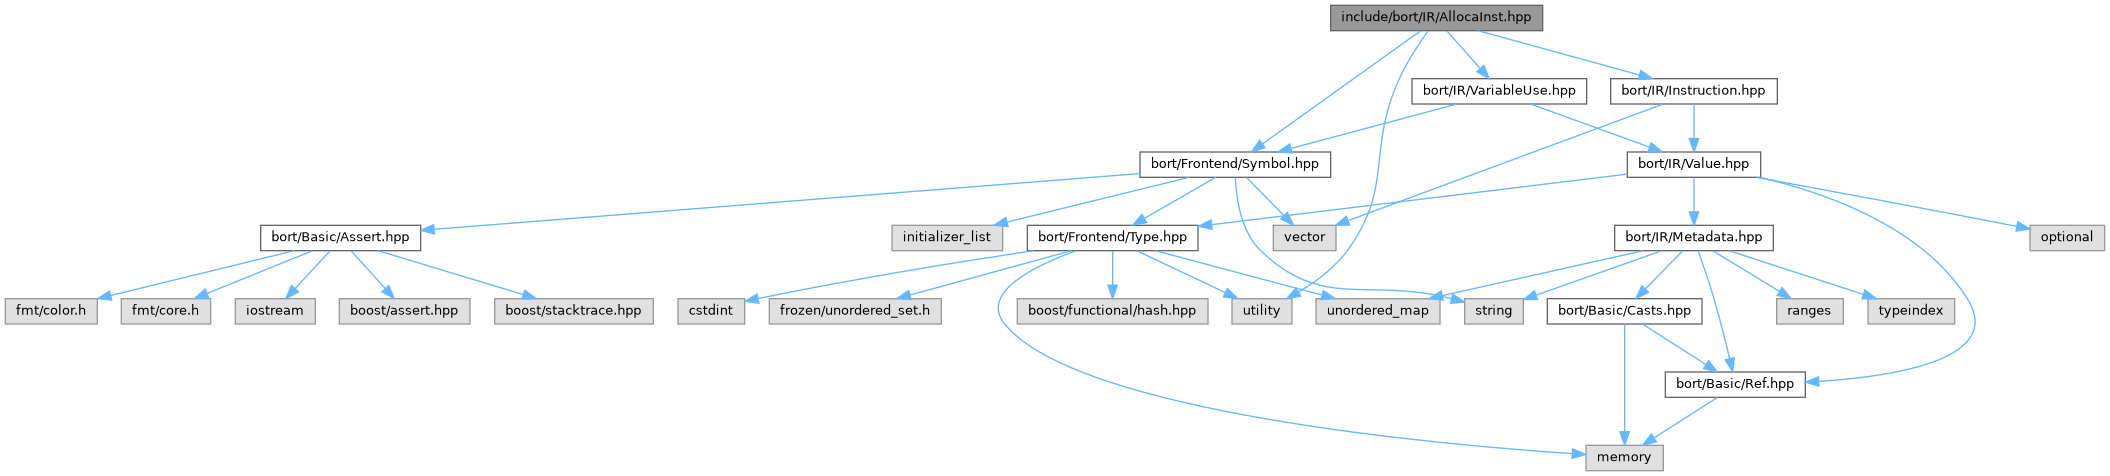 include/bort/IR/AllocaInst.hpp
bort/IR/VariableUse.hpp
bort/IR/Instruction.hpp
bort/Frontend/Symbol.hpp
bort/IR/Value.hpp
bort/Basic/Assert.hpp
initializer_list
bort/Frontend/Type.hpp
vector
bort/IR/Metadata.hpp
optional
fmt/color.h
fmt/core.h
iostream
boost/assert.hpp
boost/stacktrace.hpp
cstdint
frozen/unordered_set.h
boost/functional/hash.hpp
utility
unordered_map
string
bort/Basic/Casts.hpp
ranges
typeindex
bort/Basic/Ref.hpp
memory